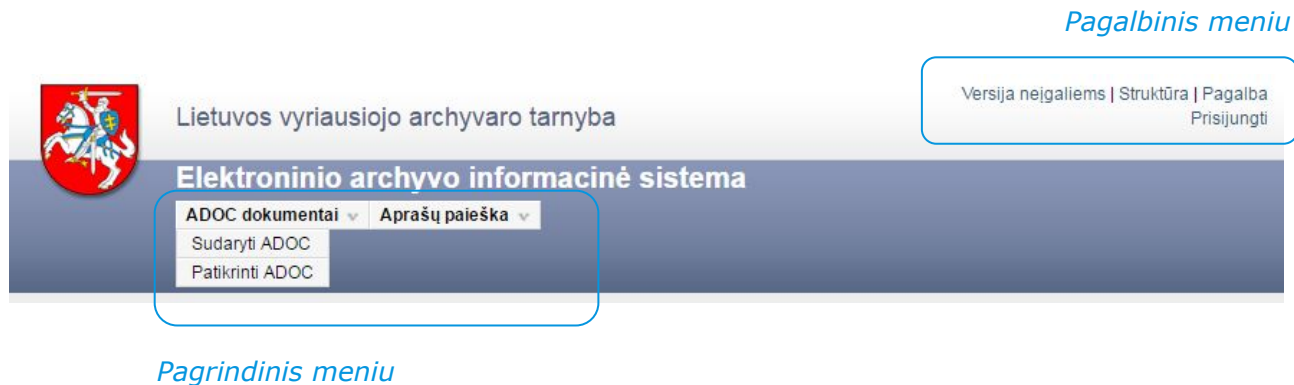 Pagalbinis meniu
Versija neįgaliems | Struktūra | Pagalba
Prisijungti
Lietuvos vyriausiojo archyvaro tarnyba
Elektroninio archyvo informacinė sistema
ADOC dokumentai Aprašų paieška
Sudaryti ADOC
Patikrinti ADOC
Pagrindinis meniu